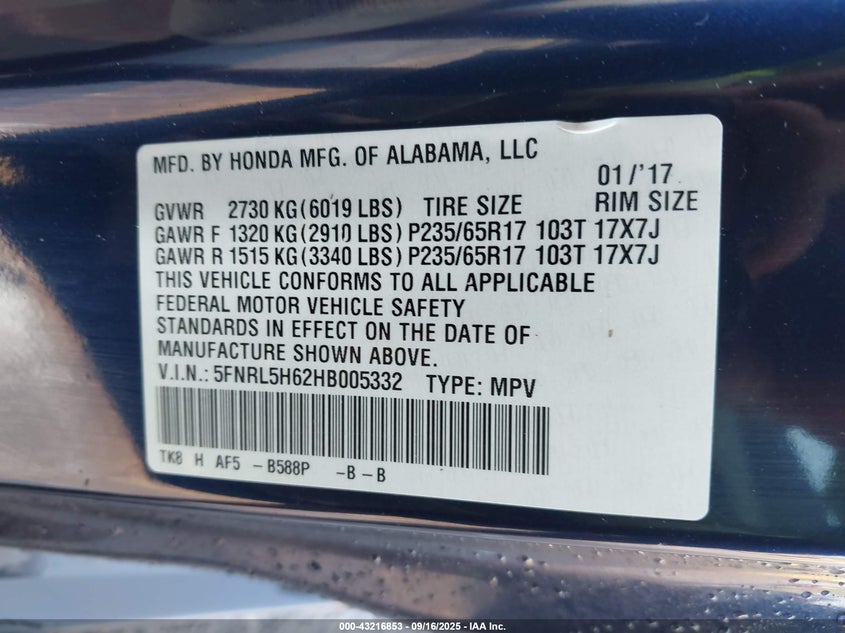 MFD. BY HONDA MFG. OF ALABAMA, LLC
01/'17
GVWR 2730 KG (6019 LBS) TIRE SIZE RIM SIZE
GAWR F 1320 KG (2910 LBS) P235/65R17 103T 17X7J
GAWR R 1515 KG (3340 LBS) P235/65R17 103T 17X7J
THIS VEHICLE CONFORMS TO ALL APPLICABLE
FEDERAL MOTOR VEHICLE SAFETY
STANDARDS IN EFFECT ON THE DATE OF
MANUFACTURE SHOWN ABOVE.
V.I.N.: 5FNRL5H62HB005332 TYPE: MPV
TK8 H AF5 -B588P -B-B
000-43216853 - 09/16/2025 - IAA Inc.